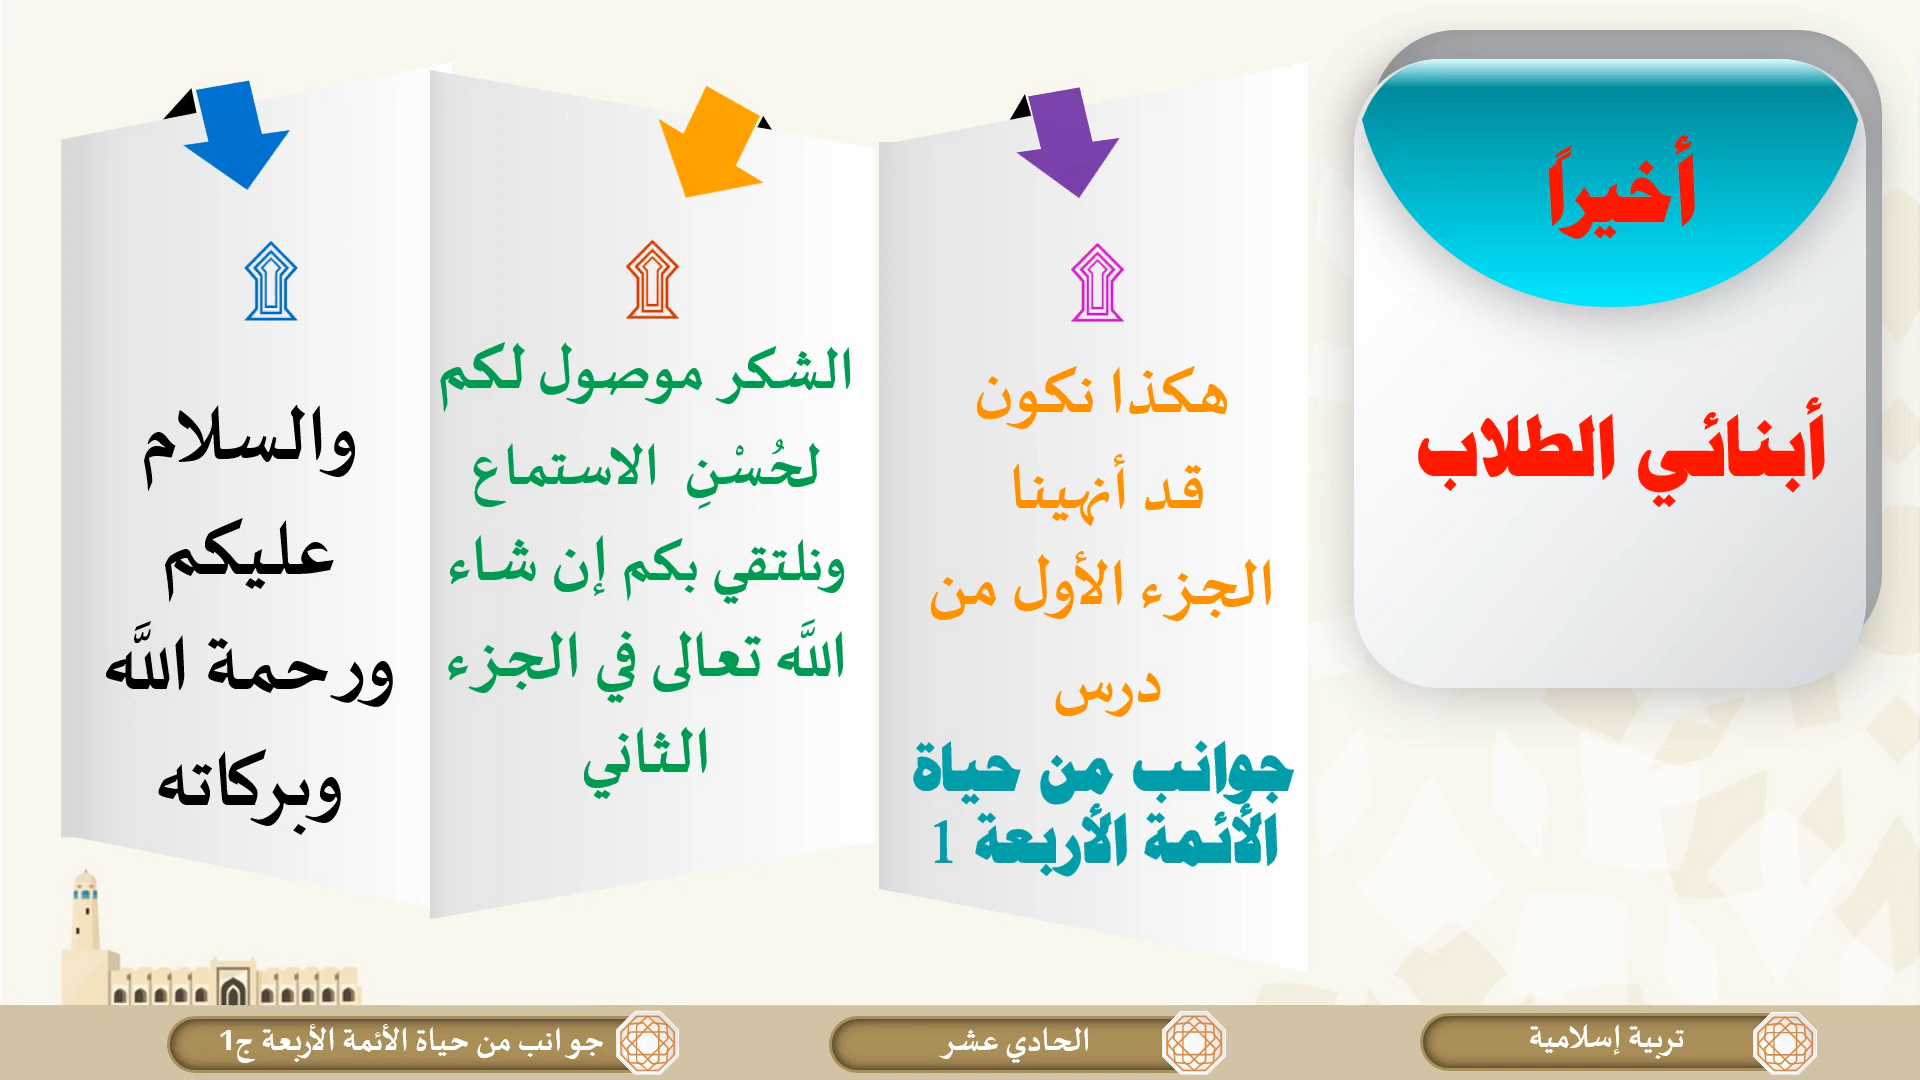 أخيراً
أبنائي الطلاب
۩
هكذا نكون
قد أنهينا
الجزء الأول من
درس
جوانب من حياة
الأئمة الأربعة 1
۩
الشكر موصول لكم
لحُسْنِ الاستماع
ونلتقي بكم إن شاء
الله تعالى في الجزء
الثاني
۩
والسلام
عليكم
ورحمة الله
وبركاته
تربية إسلامية
الحادي عشر
جوانب من حياة الأئمة الأربعة ج1